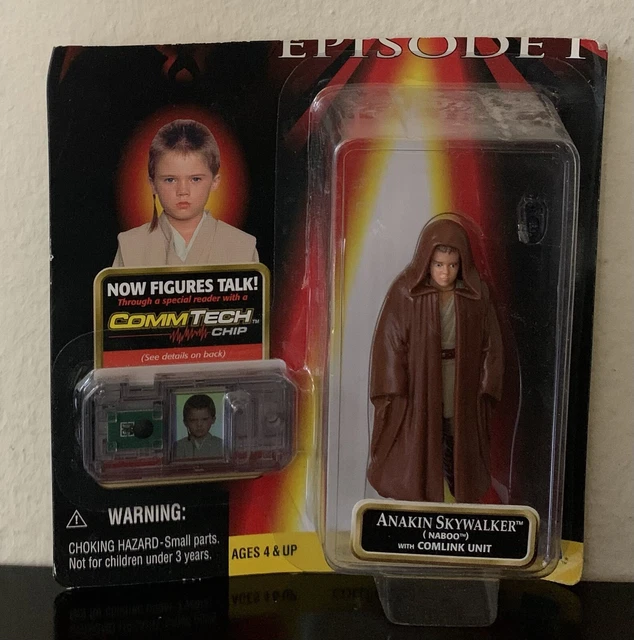 EPISODE I
NOW FIGURES TALK!
Through a special reader with a
COMMTECH™
CHIP
(See details on back)
WARNING:
CHOKING HAZARD-Small parts.
Not for children under 3 years.
AGES 4 & UP
ANAKIN SKYWALKER™
(NABOO™)
WITH COMLINK UNIT